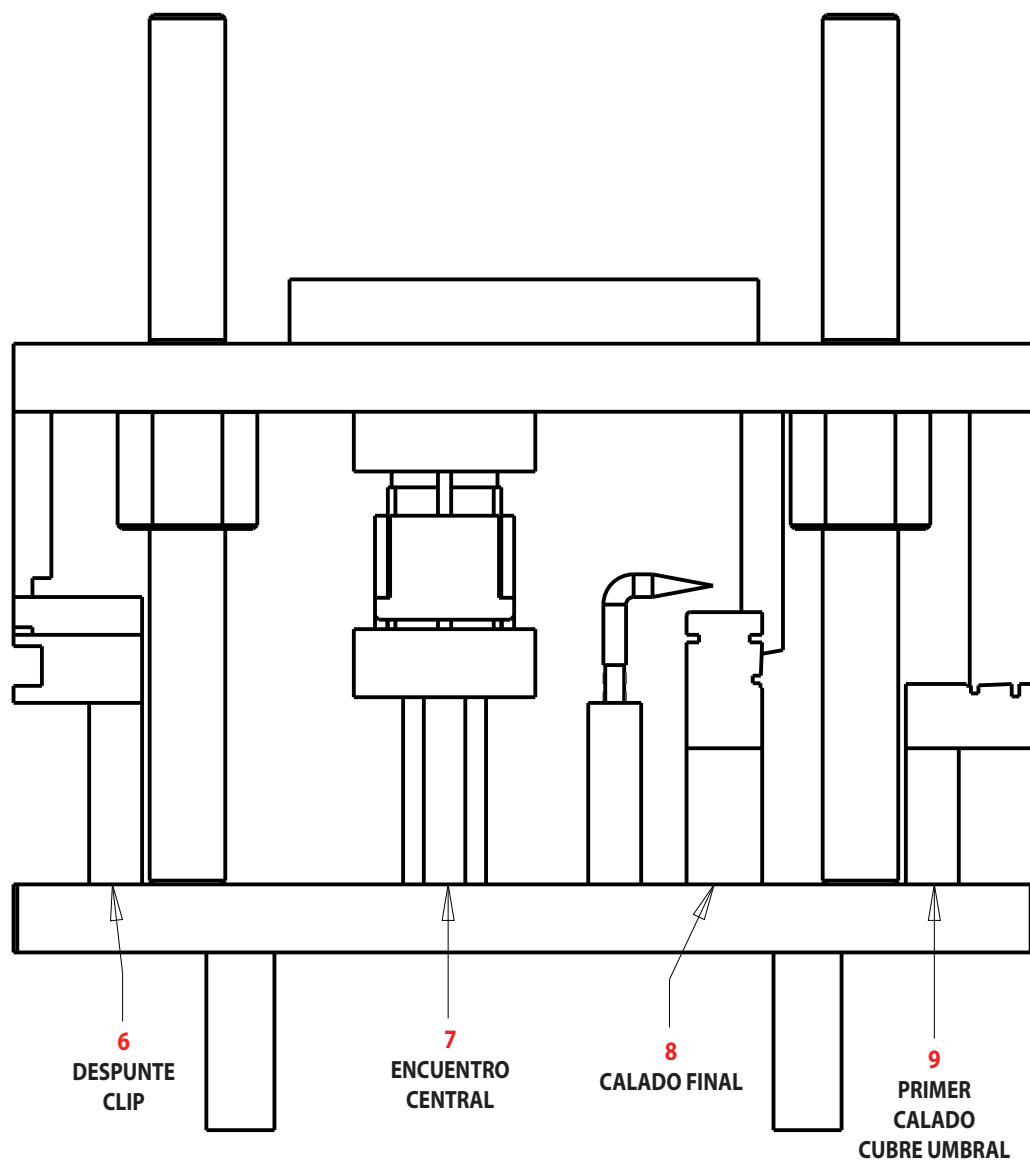 6
DESPUNTE
CLIP
7
ENCUENTRO
CENTRAL
8
CALADO FINAL
9
PRIMER
CALADO
CUBRE UMBRAL